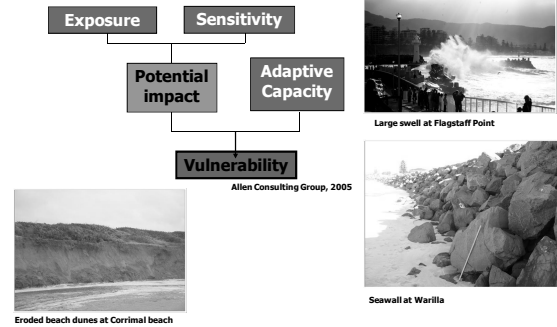 Exposure
Sensitivity
Potential
impact
Adaptive
Capacity
Vulnerability
Allen Consulting Group, 2005
Large swell at Flagstaff Point
Seawall at Warilla
Eroded beach dunes at Corrimal beach